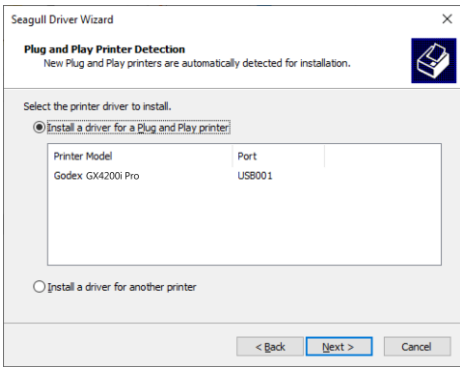 Seagull Driver Wizard
Plug and Play Printer Detection
New Plug and Play printers are automatically detected for installation.
Select the printer driver to install.
Install a driver for a Plug and Play printer
Printer Model Port
Godex GX4200i Pro USB001
Install a driver for another printer
< Back Next > Cancel